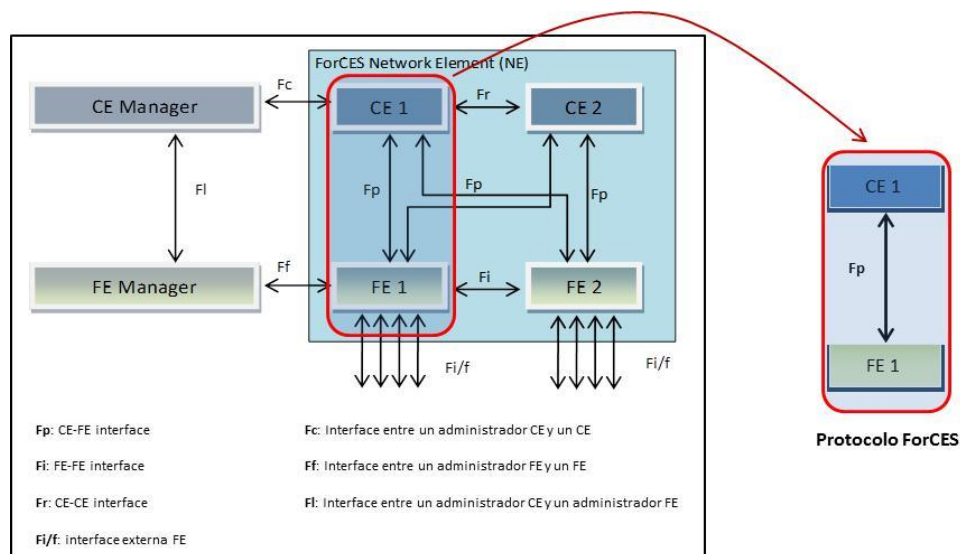 ForCES Network Element (NE)
Fc
CE Manager
CE 1
Fr
CE 2
CE 1
Fl
Fp
Fp
Fp
Fp
Ff
FE Manager
FE 1
Fi
FE 2
FE 1
Fi/f
Fi/f
Protocolo ForCES
Fp: CE-FE interface
Fc: Interface entre un administrador CE y un CE
Fi: FE-FE interface
Ff: Interface entre un administrador FE y un FE
Fr: CE-CE interface
Fl: Interface entre un administrador CE y un administrador FE
Fi/f: interface externa FE